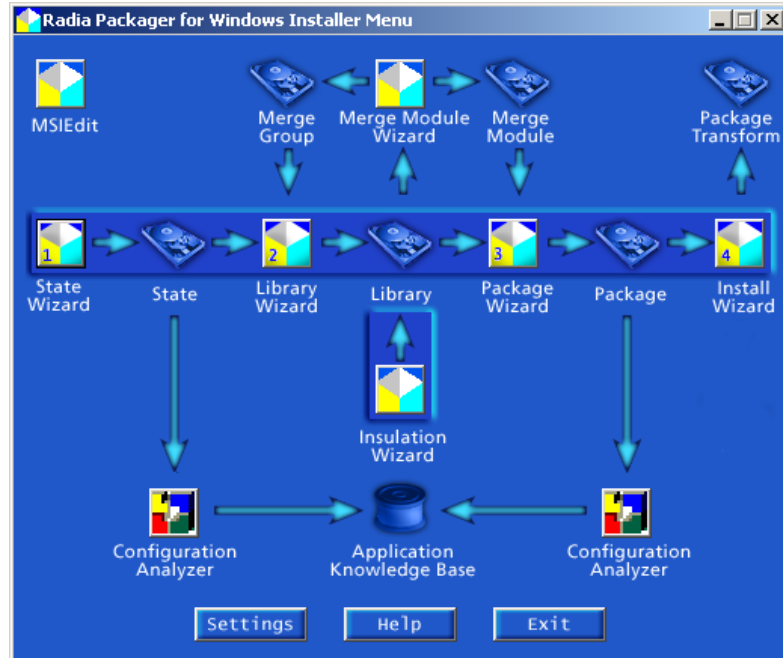 Radia Packager for Windows Installer Menu
MSIEdit
Merge
Group
Merge Module
Wizard
Merge
Module
Package
Transform
1
2
3
4
State
Wizard
State
Library
Wizard
Library
Package
Wizard
Package
Install
Wizard
Insulation
Wizard
Configuration
Analyzer
Application
Knowledge Base
Configuration
Analyzer
Settings
Help
Exit